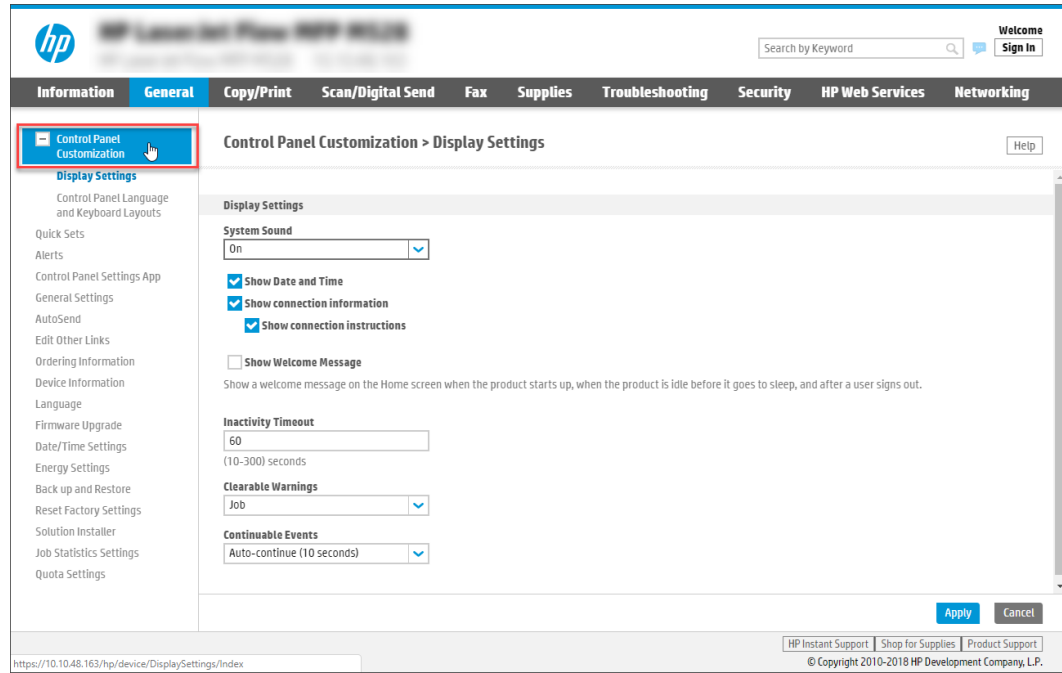 hp
Welcome
Search by Keyword
Sign In
Information General Copy/Print Scan/Digital Send Fax Supplies Troubleshooting Security HP Web Services Networking
Control Panel
Customization
Display Settings
Control Panel Language
and Keyboard Layouts
Quick Sets
Alerts
Control Panel Settings App
General Settings
AutoSend
Edit Other Links
Ordering Information
Device Information
Language
Firmware Upgrade
Date/Time Settings
Energy Settings
Back up and Restore
Reset Factory Settings
Solution Installer
Job Statistics Settings
Quota Settings
Control Panel Customization > Display Settings
Help
Display Settings
System Sound
On
Show Date and Time
Show connection information
Show connection instructions
Show Welcome Message
Show a welcome message on the Home screen when the product starts up, when the product is idle before it goes to sleep, and after a user signs out.
Inactivity Timeout
60
(10-300) seconds
Clearable Warnings
Job
Continuable Events
Auto-continue (10 seconds)
Apply Cancel
HP Instant Support Shop for Supplies Product Support
© Copyright 2010-2018 HP Development Company, L.P.
https://10.10.48.163/hp/device/DisplaySettings/Index